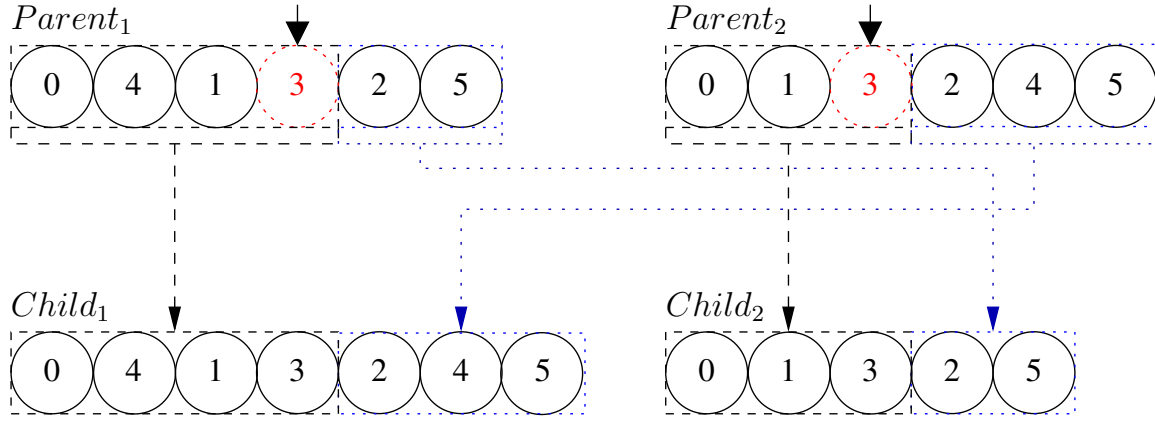 Parent₁ Parent₂
0 4 1 3 2 5 0 1 3 2 4 5
Child₁ Child₂
0 4 1 3 2 4 5 0 1 3 2 5